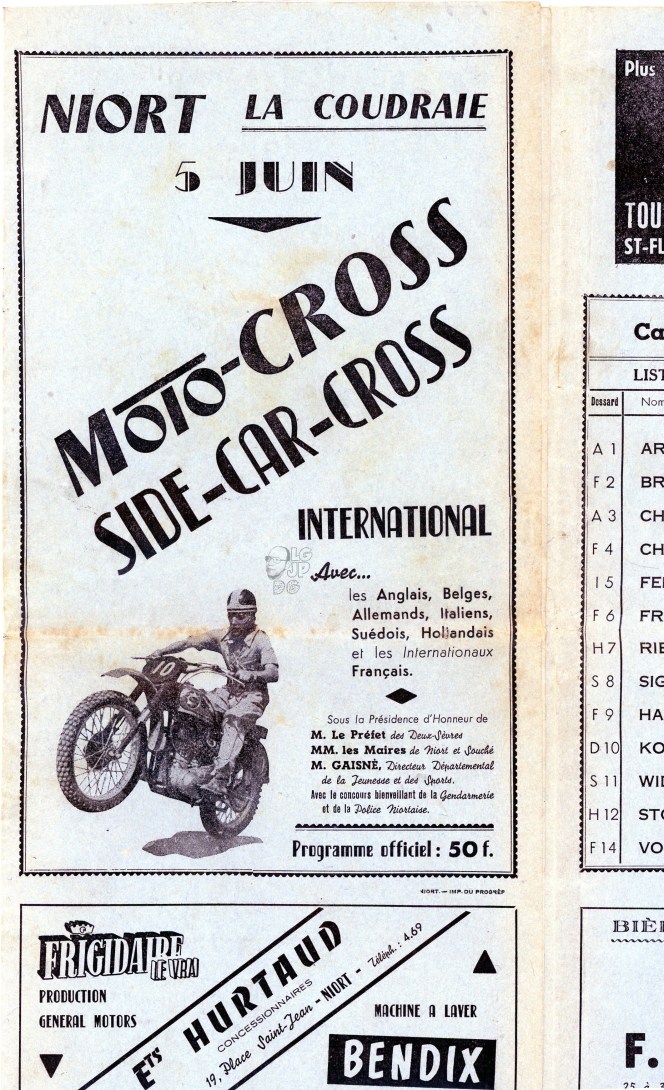 NIORT LA COUDRAIE
5 JUIN
MOTO-CROSS
SIDE-CAR-CROSS
INTERNATIONAL
LG
JP
DG
Avec...
les Anglais, Belges,
Allemands, Italiens,
Suédois, Hollandais
et les Internationaux
Français.
Sous la Présidence d'Honneur de
M. Le Préfet des Deux-Sèvres
MM. les Maires de Niort et Souché
M. GAISNÉ, Directeur Départemental
de la Jeunesse et des Sports.
Avec le concours bienveillant de la Gendarmerie
et de la Police Niortaise.
10
Programme officiel : 50 f.
NIORT. — IMP. DU PROGRÈS
FRIGIDAIRE
LE VRAI
PRODUCTION
GENERAL MOTORS
ETS HURTAUD
CONCESSIONNAIRES
19, Place Saint-Jean - NIORT - Téléph. : 4.69
MACHINE A LAVER
BENDIX
Plus
TOU
ST-FL
Ca
LIST
Dossard Nom
A 1 AR
F 2 BR
A 3 CH
F 4 CH
I 5 FE
F 6 FR
H 7 RIE
S 8 SIG
F 9 HA
D 10 KO
S 11 WI
H 12 STO
F 14 VO
BIÈ
F.